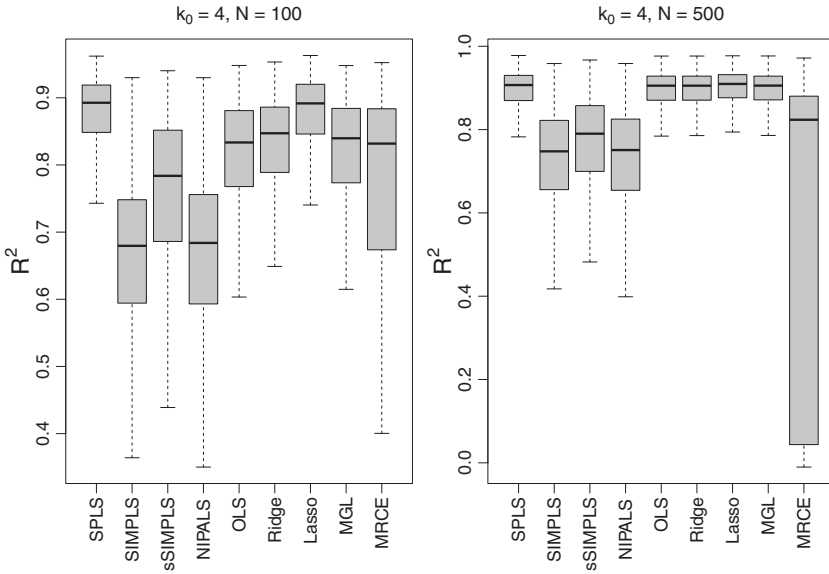 k₀ = 4, N = 100
R²
0.9
0.8
0.7
0.6
0.5
0.4
SPLS
SIMPLS
sSIMPLS
NIPALS
OLS
Ridge
Lasso
MGL
MRCE
k₀ = 4, N = 500
R²
1.0
0.8
0.6
0.4
0.2
0.0
SPLS
SIMPLS
sSIMPLS
NIPALS
OLS
Ridge
Lasso
MGL
MRCE